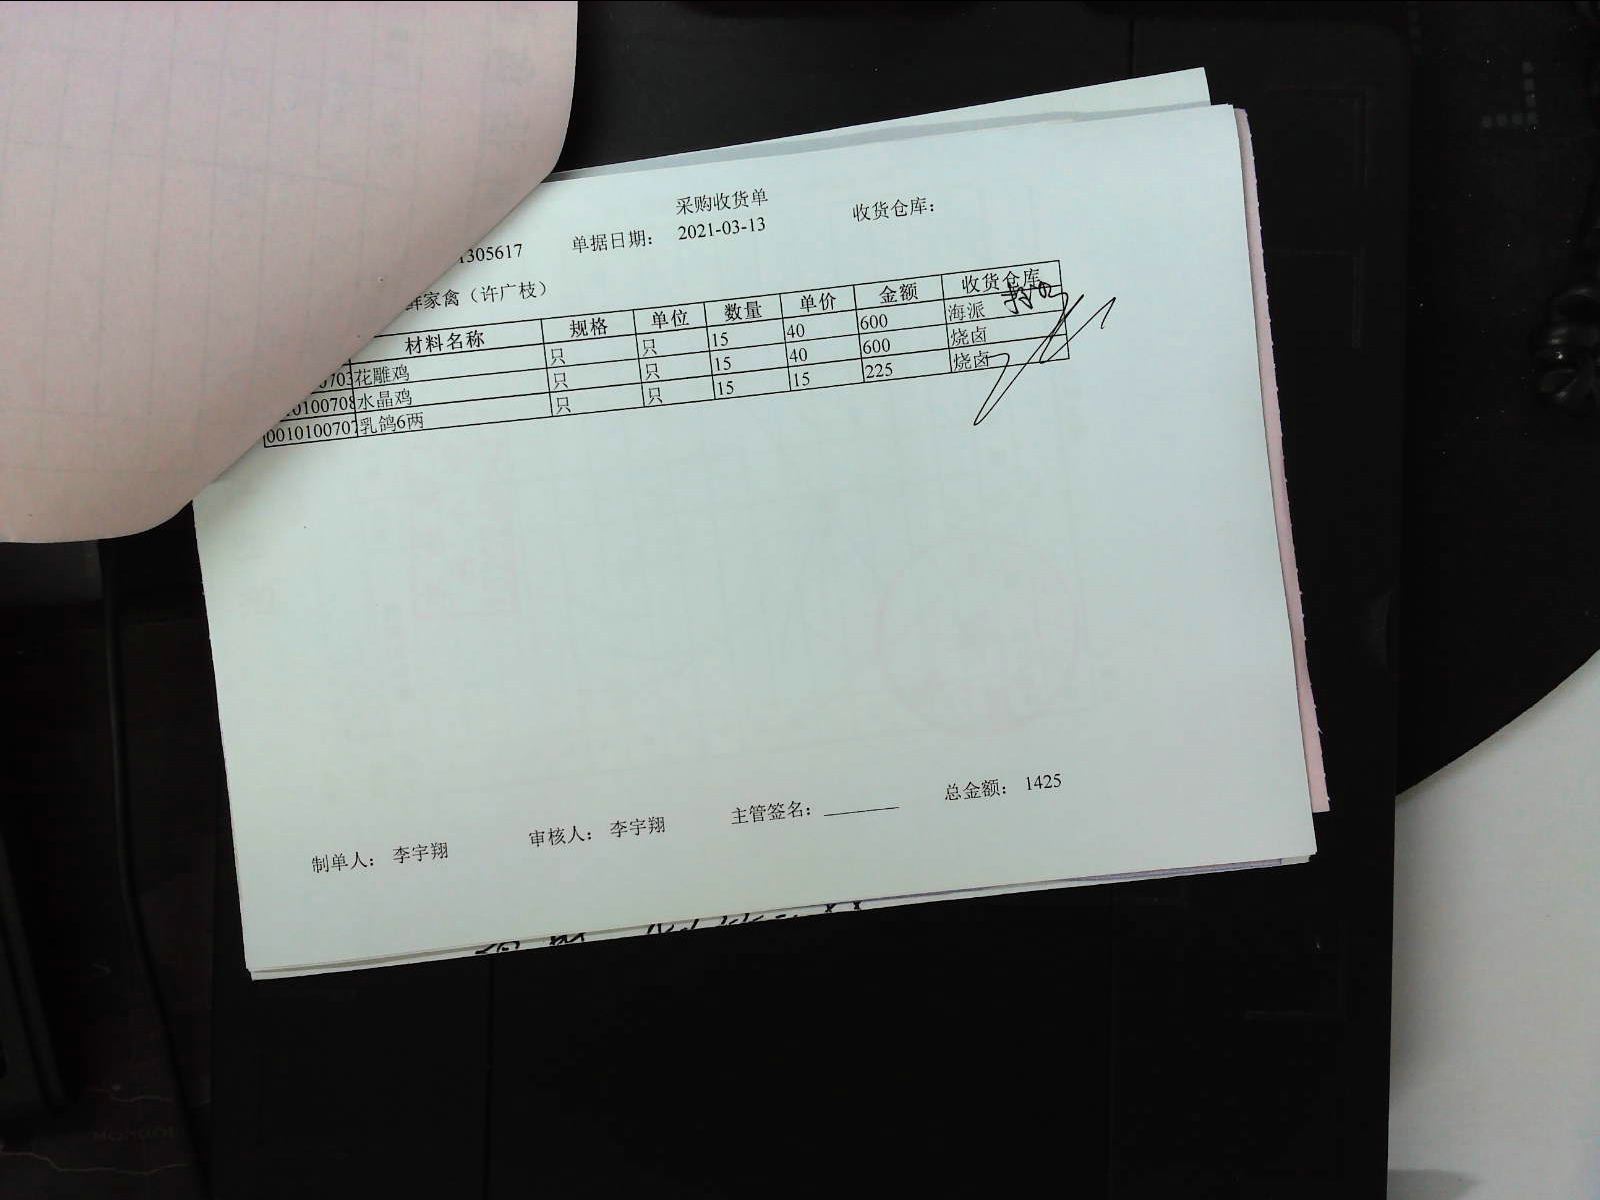 采购收货单
1305617 单据日期： 2021-03-13 收货仓库：
鲜家禽（许广枝）
材料名称 规格 单位 数量 单价 金额 收货仓库
0703 花雕鸡 只 只 15 40 600 海派
10100708 水晶鸡 只 只 15 40 600 烧卤
0010100707 乳鸽6两 只 只 15 15 225 烧卤
制单人： 李宇翔 审核人： 李宇翔 主管签名： 总金额： 1425